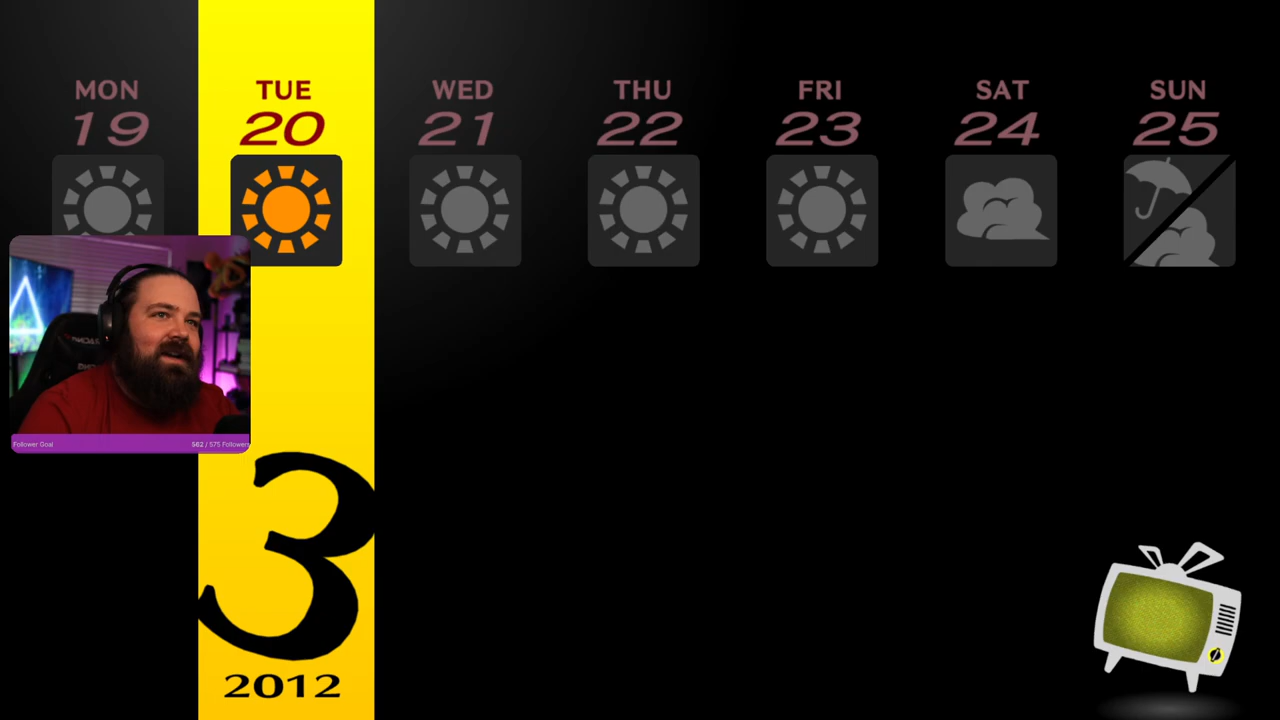 MON TUE WED THU FRI SAT SUN
19 20 21 22 23 24 25
Follower Goal 562 / 575 Followers
3
2012